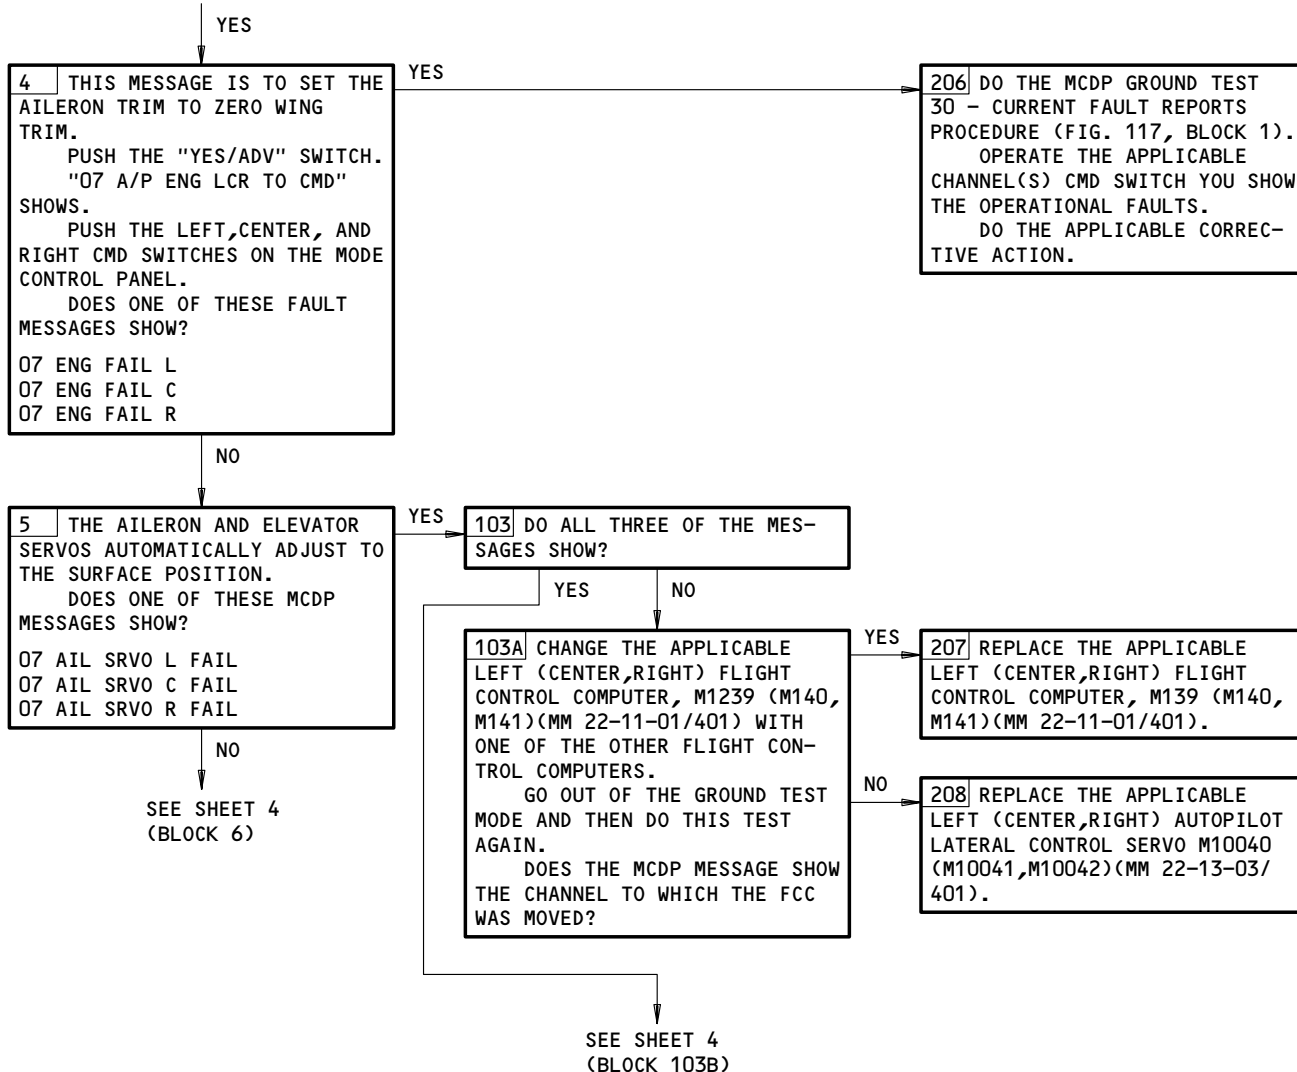 YES
4 THIS MESSAGE IS TO SET THE
AILERON TRIM TO ZERO WING
TRIM.
PUSH THE "YES/ADV" SWITCH.
"07 A/P ENG LCR TO CMD"
SHOWS.
PUSH THE LEFT,CENTER, AND
RIGHT CMD SWITCHES ON THE MODE
CONTROL PANEL.
DOES ONE OF THESE FAULT
MESSAGES SHOW?
07 ENG FAIL L
07 ENG FAIL C
07 ENG FAIL R
YES
206 DO THE MCDP GROUND TEST
30 - CURRENT FAULT REPORTS
PROCEDURE (FIG. 117, BLOCK 1).
OPERATE THE APPLICABLE
CHANNEL(S) CMD SWITCH YOU SHOW
THE OPERATIONAL FAULTS.
DO THE APPLICABLE CORREC-
TIVE ACTION.
NO
5 THE AILERON AND ELEVATOR
SERVOS AUTOMATICALLY ADJUST TO
THE SURFACE POSITION.
DOES ONE OF THESE MCDP
MESSAGES SHOW?
07 AIL SRVO L FAIL
07 AIL SRVO C FAIL
07 AIL SRVO R FAIL
YES
103 DO ALL THREE OF THE MES-
SAGES SHOW?
YES
NO
103A CHANGE THE APPLICABLE
LEFT (CENTER,RIGHT) FLIGHT
CONTROL COMPUTER, M1239 (M140,
M141)(MM 22-11-01/401) WITH
ONE OF THE OTHER FLIGHT CON-
TROL COMPUTERS.
GO OUT OF THE GROUND TEST
MODE AND THEN DO THIS TEST
AGAIN.
DOES THE MCDP MESSAGE SHOW
THE CHANNEL TO WHICH THE FCC
WAS MOVED?
YES
207 REPLACE THE APPLICABLE
LEFT (CENTER,RIGHT) FLIGHT
CONTROL COMPUTER, M139 (M140,
M141)(MM 22-11-01/401).
NO
208 REPLACE THE APPLICABLE
LEFT (CENTER,RIGHT) AUTOPILOT
LATERAL CONTROL SERVO M10040
(M10041,M10042)(MM 22-13-03/
401).
NO
SEE SHEET 4
(BLOCK 6)
SEE SHEET 4
(BLOCK 103B)